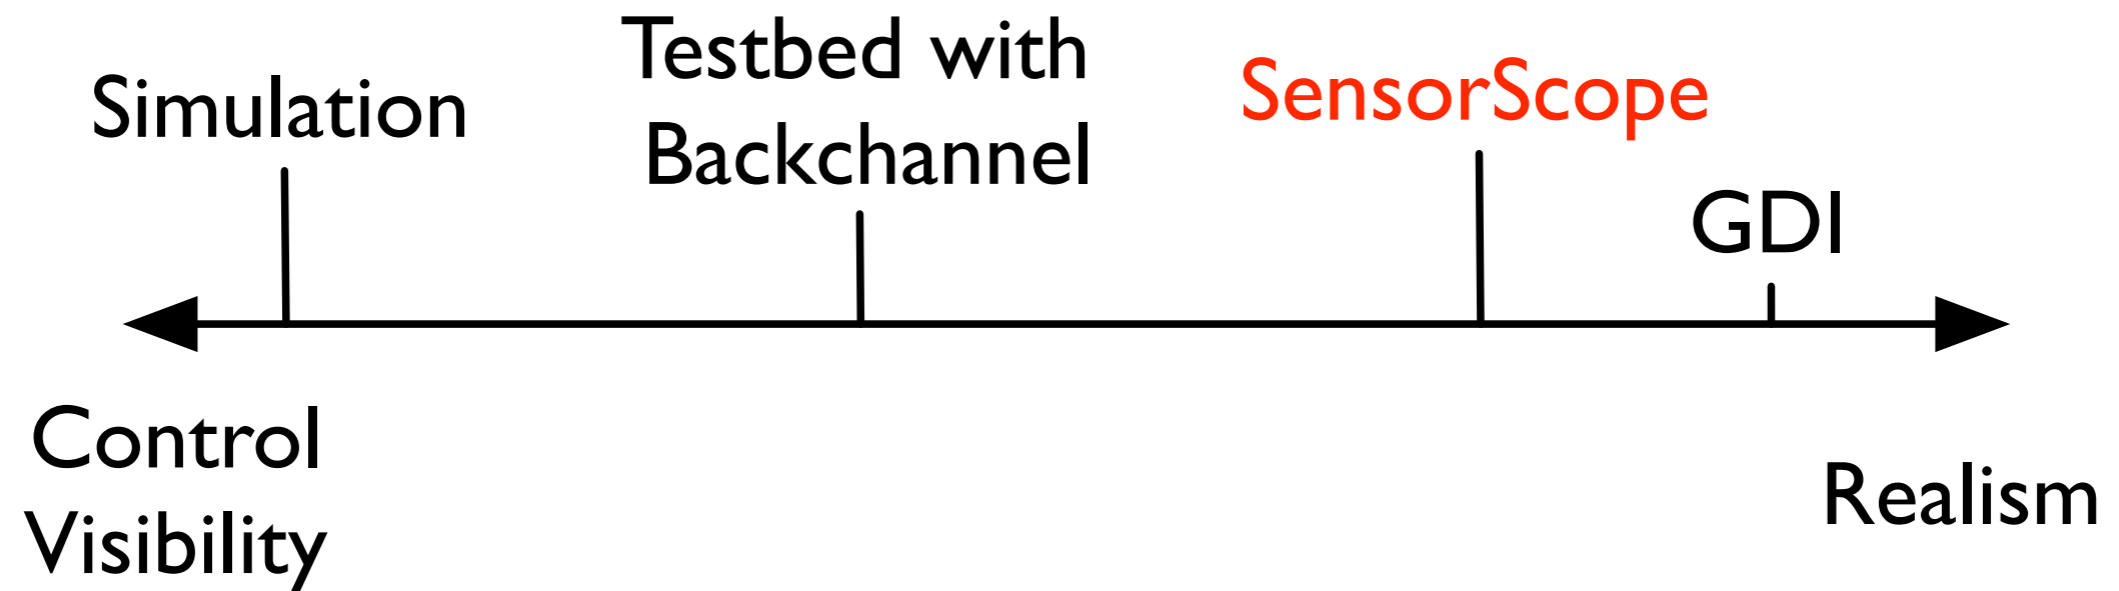 Simulation
Testbed with
Backchannel
SensorScope
GDI
Control
Visibility
Realism